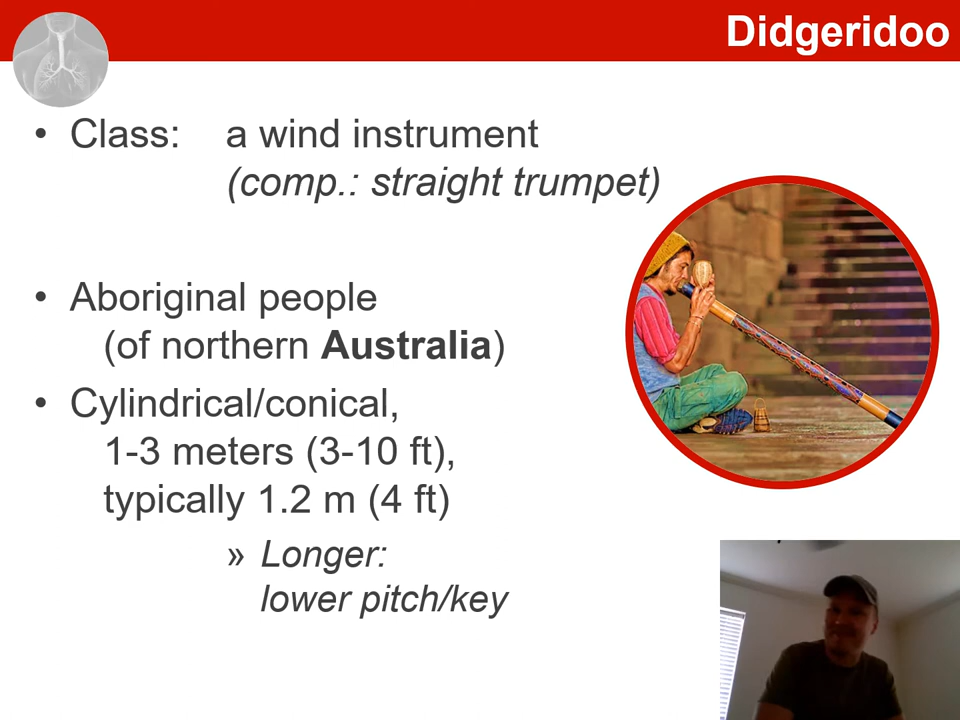 Didgeridoo
• Class: a wind instrument
(comp.: straight trumpet)
• Aboriginal people
(of northern Australia)
• Cylindrical/conical,
1-3 meters (3-10 ft),
typically 1.2 m (4 ft)
» Longer:
lower pitch/key